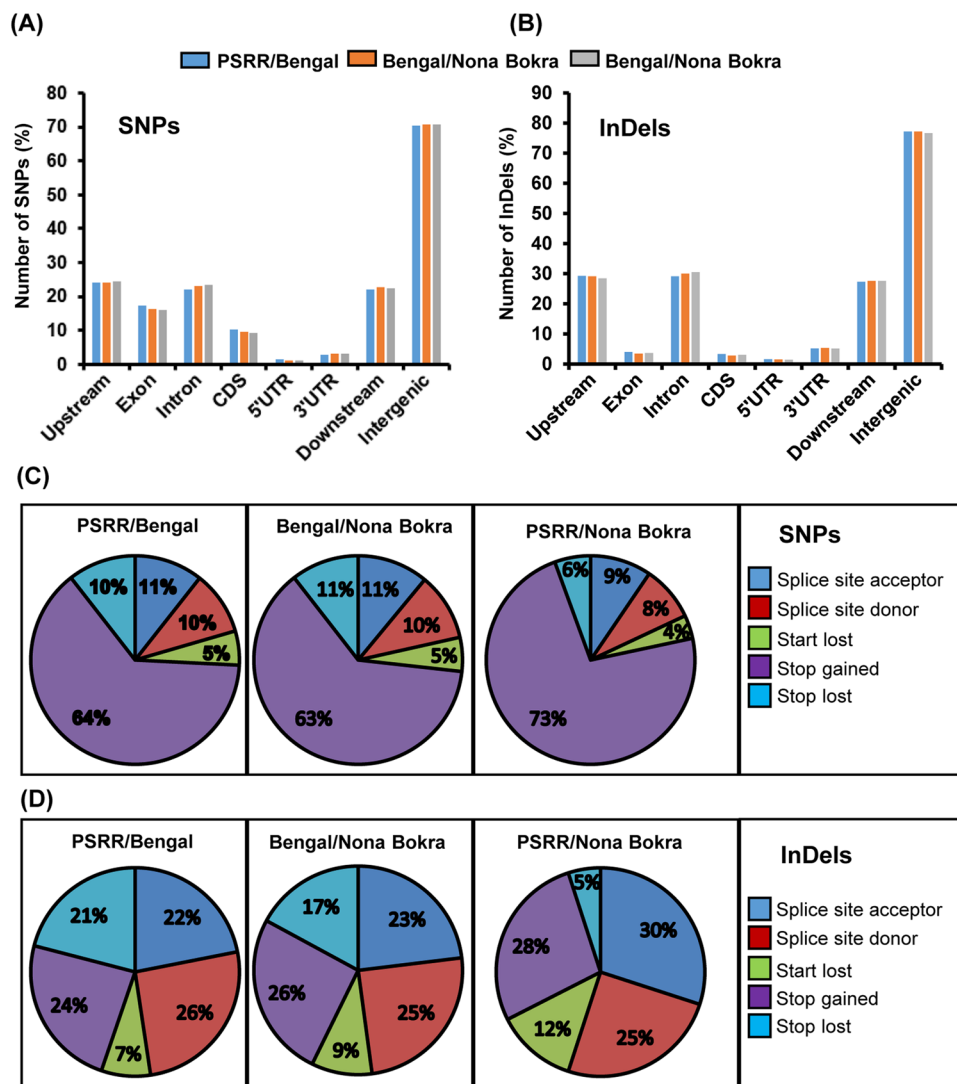 (A)
(B)
PSRR/Bengal Bengal/Nona Bokra Bengal/Nona Bokra
SNPs
Number of SNPs (%)
80
70
60
50
40
30
20
10
0
Upstream
Exon
Intron
CDS
5'UTR
3'UTR
Downstream
Intergenic
InDels
Number of InDels (%)
90
80
70
60
50
40
30
20
10
0
Upstream
Exon
Intron
CDS
5'UTR
3'UTR
Downstream
Intergenic
(C)
PSRR/Bengal
10% 11%
10%
5%
64%
Bengal/Nona Bokra
11% 11%
10%
5%
63%
PSRR/Nona Bokra
6% 9%
8%
4%
73%
SNPs
Splice site acceptor
Splice site donor
Start lost
Stop gained
Stop lost
(D)
PSRR/Bengal
21% 22%
24% 26%
7%
Bengal/Nona Bokra
17% 23%
26% 25%
9%
PSRR/Nona Bokra
5%
30%
28%
12% 25%
InDels
Splice site acceptor
Splice site donor
Start lost
Stop gained
Stop lost